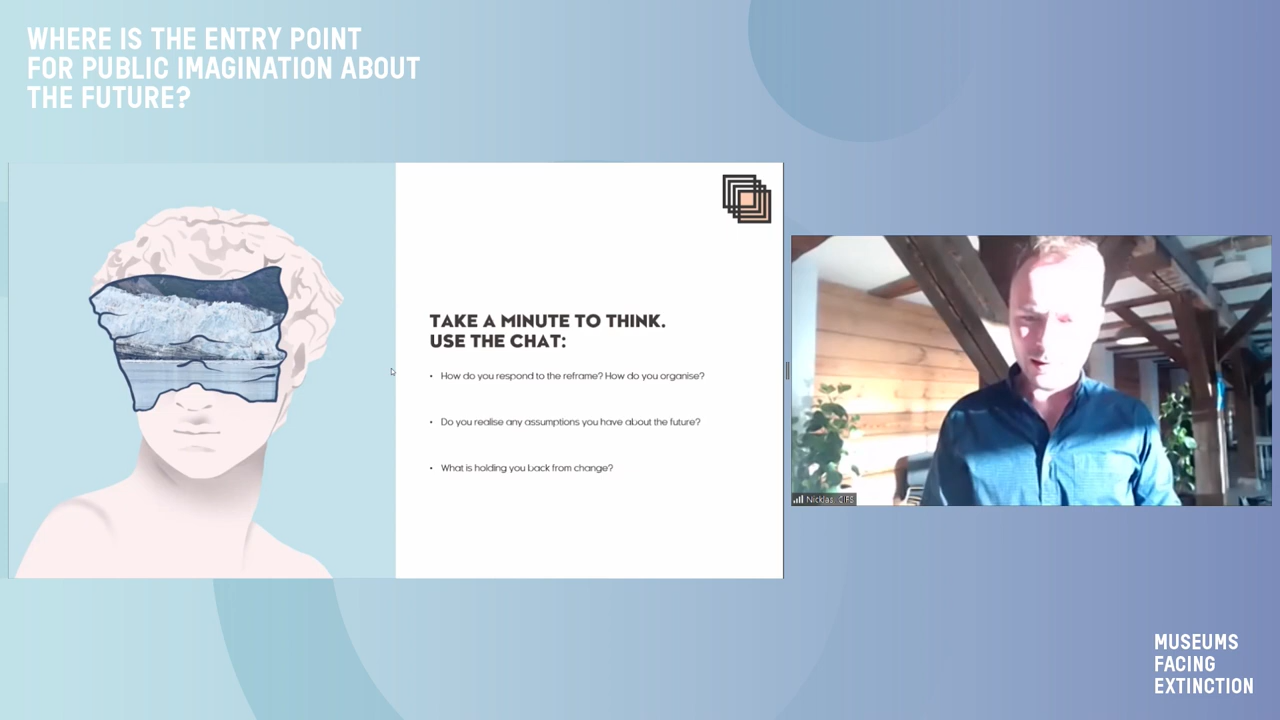 WHERE IS THE ENTRY POINT
FOR PUBLIC IMAGINATION ABOUT
THE FUTURE?
TAKE A MINUTE TO THINK.
USE THE CHAT:
• How do you respond to the reframe? How do you organise?
• Do you realise any assumptions you have about the future?
• What is holding you back from change?
Nicklas, CIFS
MUSEUMS
FACING
EXTINCTION